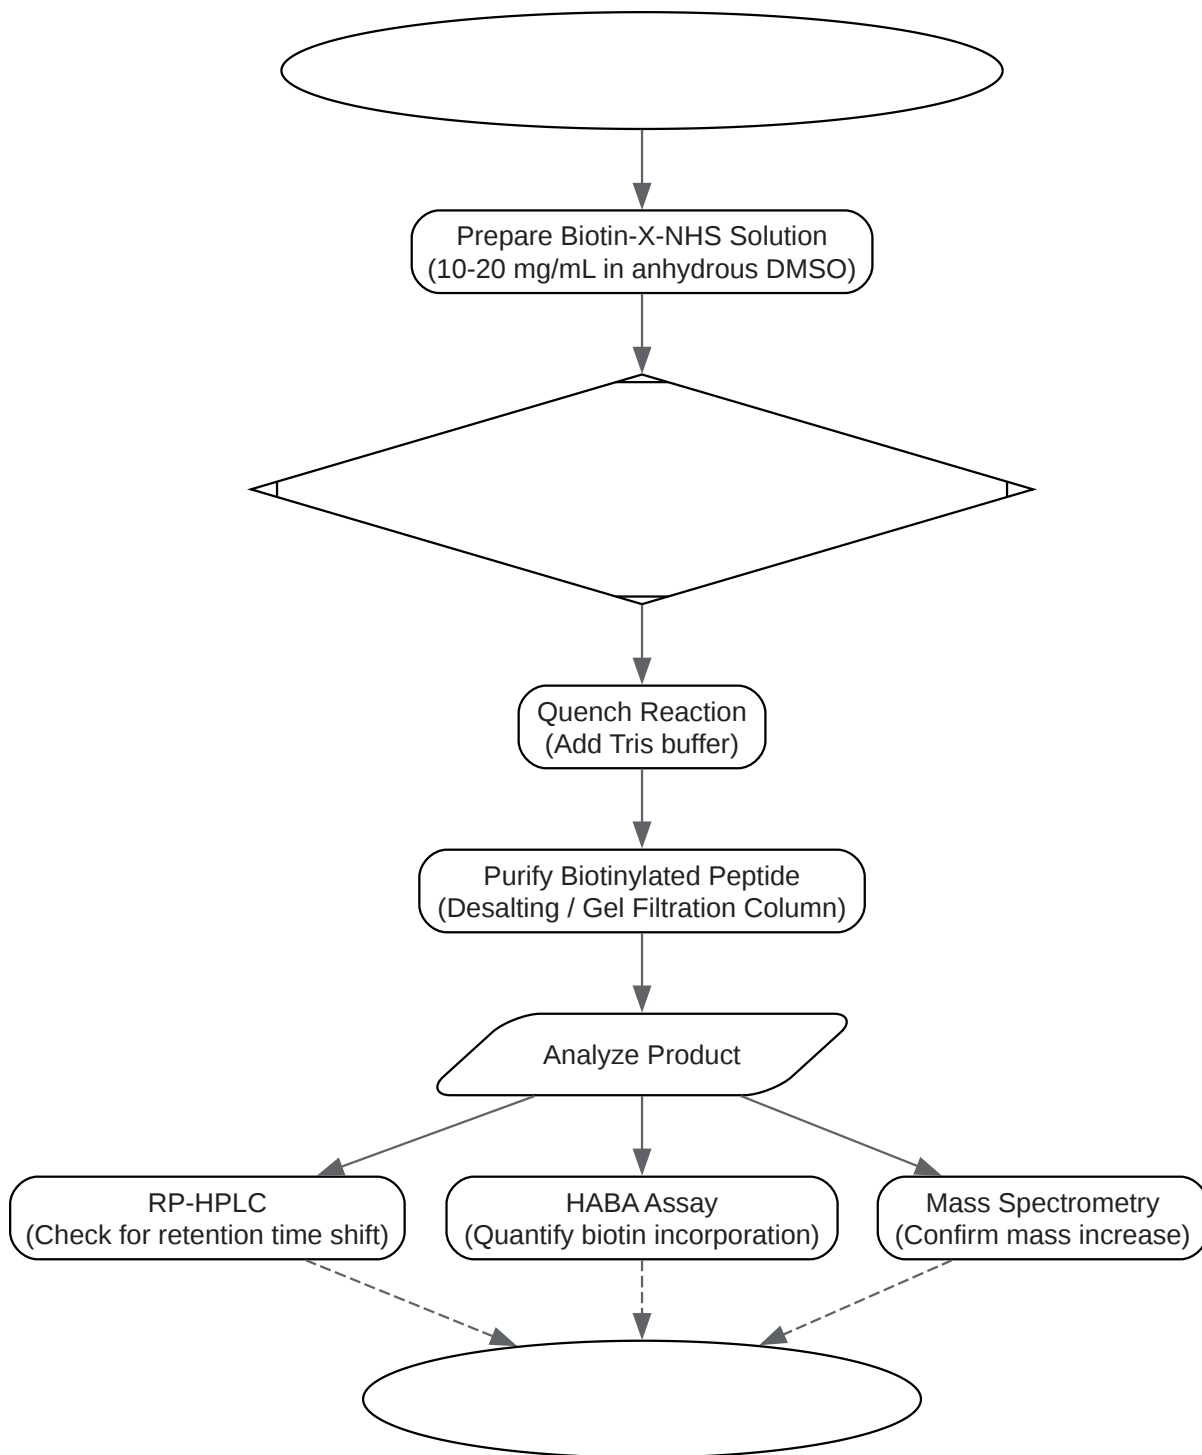 Prepare Biotin-X-NHS Solution
(10-20 mg/mL in anhydrous DMSO)
Quench Reaction
(Add Tris buffer)
Purify Biotinylated Peptide
(Desalting / Gel Filtration Column)
Analyze Product
RP-HPLC
(Check for retention time shift)
HABA Assay
(Quantify biotin incorporation)
Mass Spectrometry
(Confirm mass increase)